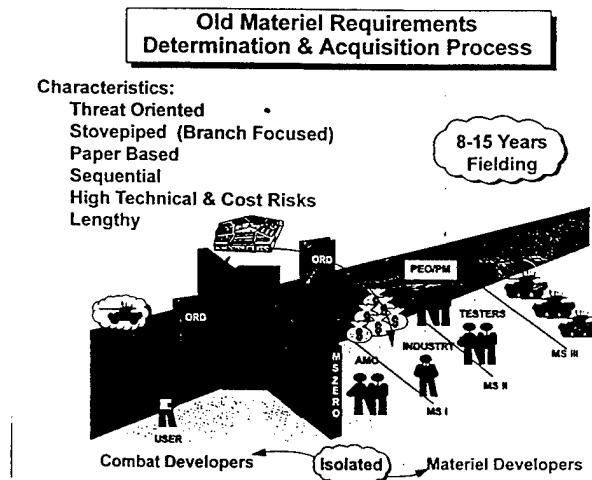 Old Materiel Requirements
Determination & Acquisition Process
Characteristics:
Threat Oriented
Stovepiped (Branch Focused)
Paper Based
Sequential
High Technical & Cost Risks
Lengthy
8-15 Years
Fielding
ORD
ORD
PEO/PM
TESTERS
INDUSTRY
AMC
MS ZERO
MS I
MS II
MS III
USER
Combat Developers
Isolated
Materiel Developers